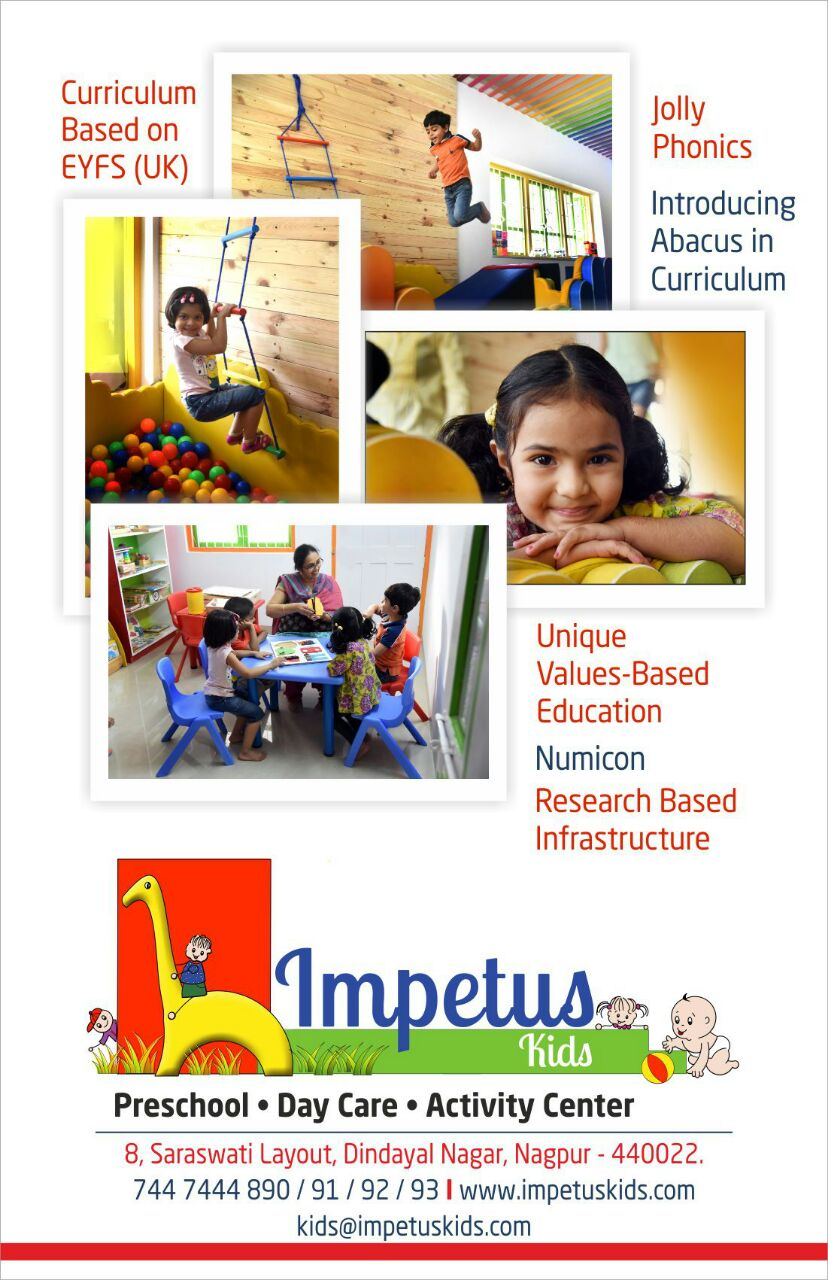 Curriculum
Based on
EYFS (UK)
Jolly
Phonics
Introducing
Abacus in
Curriculum
Unique
Values-Based
Education
Numicon
Research Based
Infrastructure
Impetus
Kids
Preschool • Day Care • Activity Center
8, Saraswati Layout, Dindayal Nagar, Nagpur - 440022.
744 7444 890 / 91 / 92 / 93 I www.impetuskids.com
kids@impetuskids.com